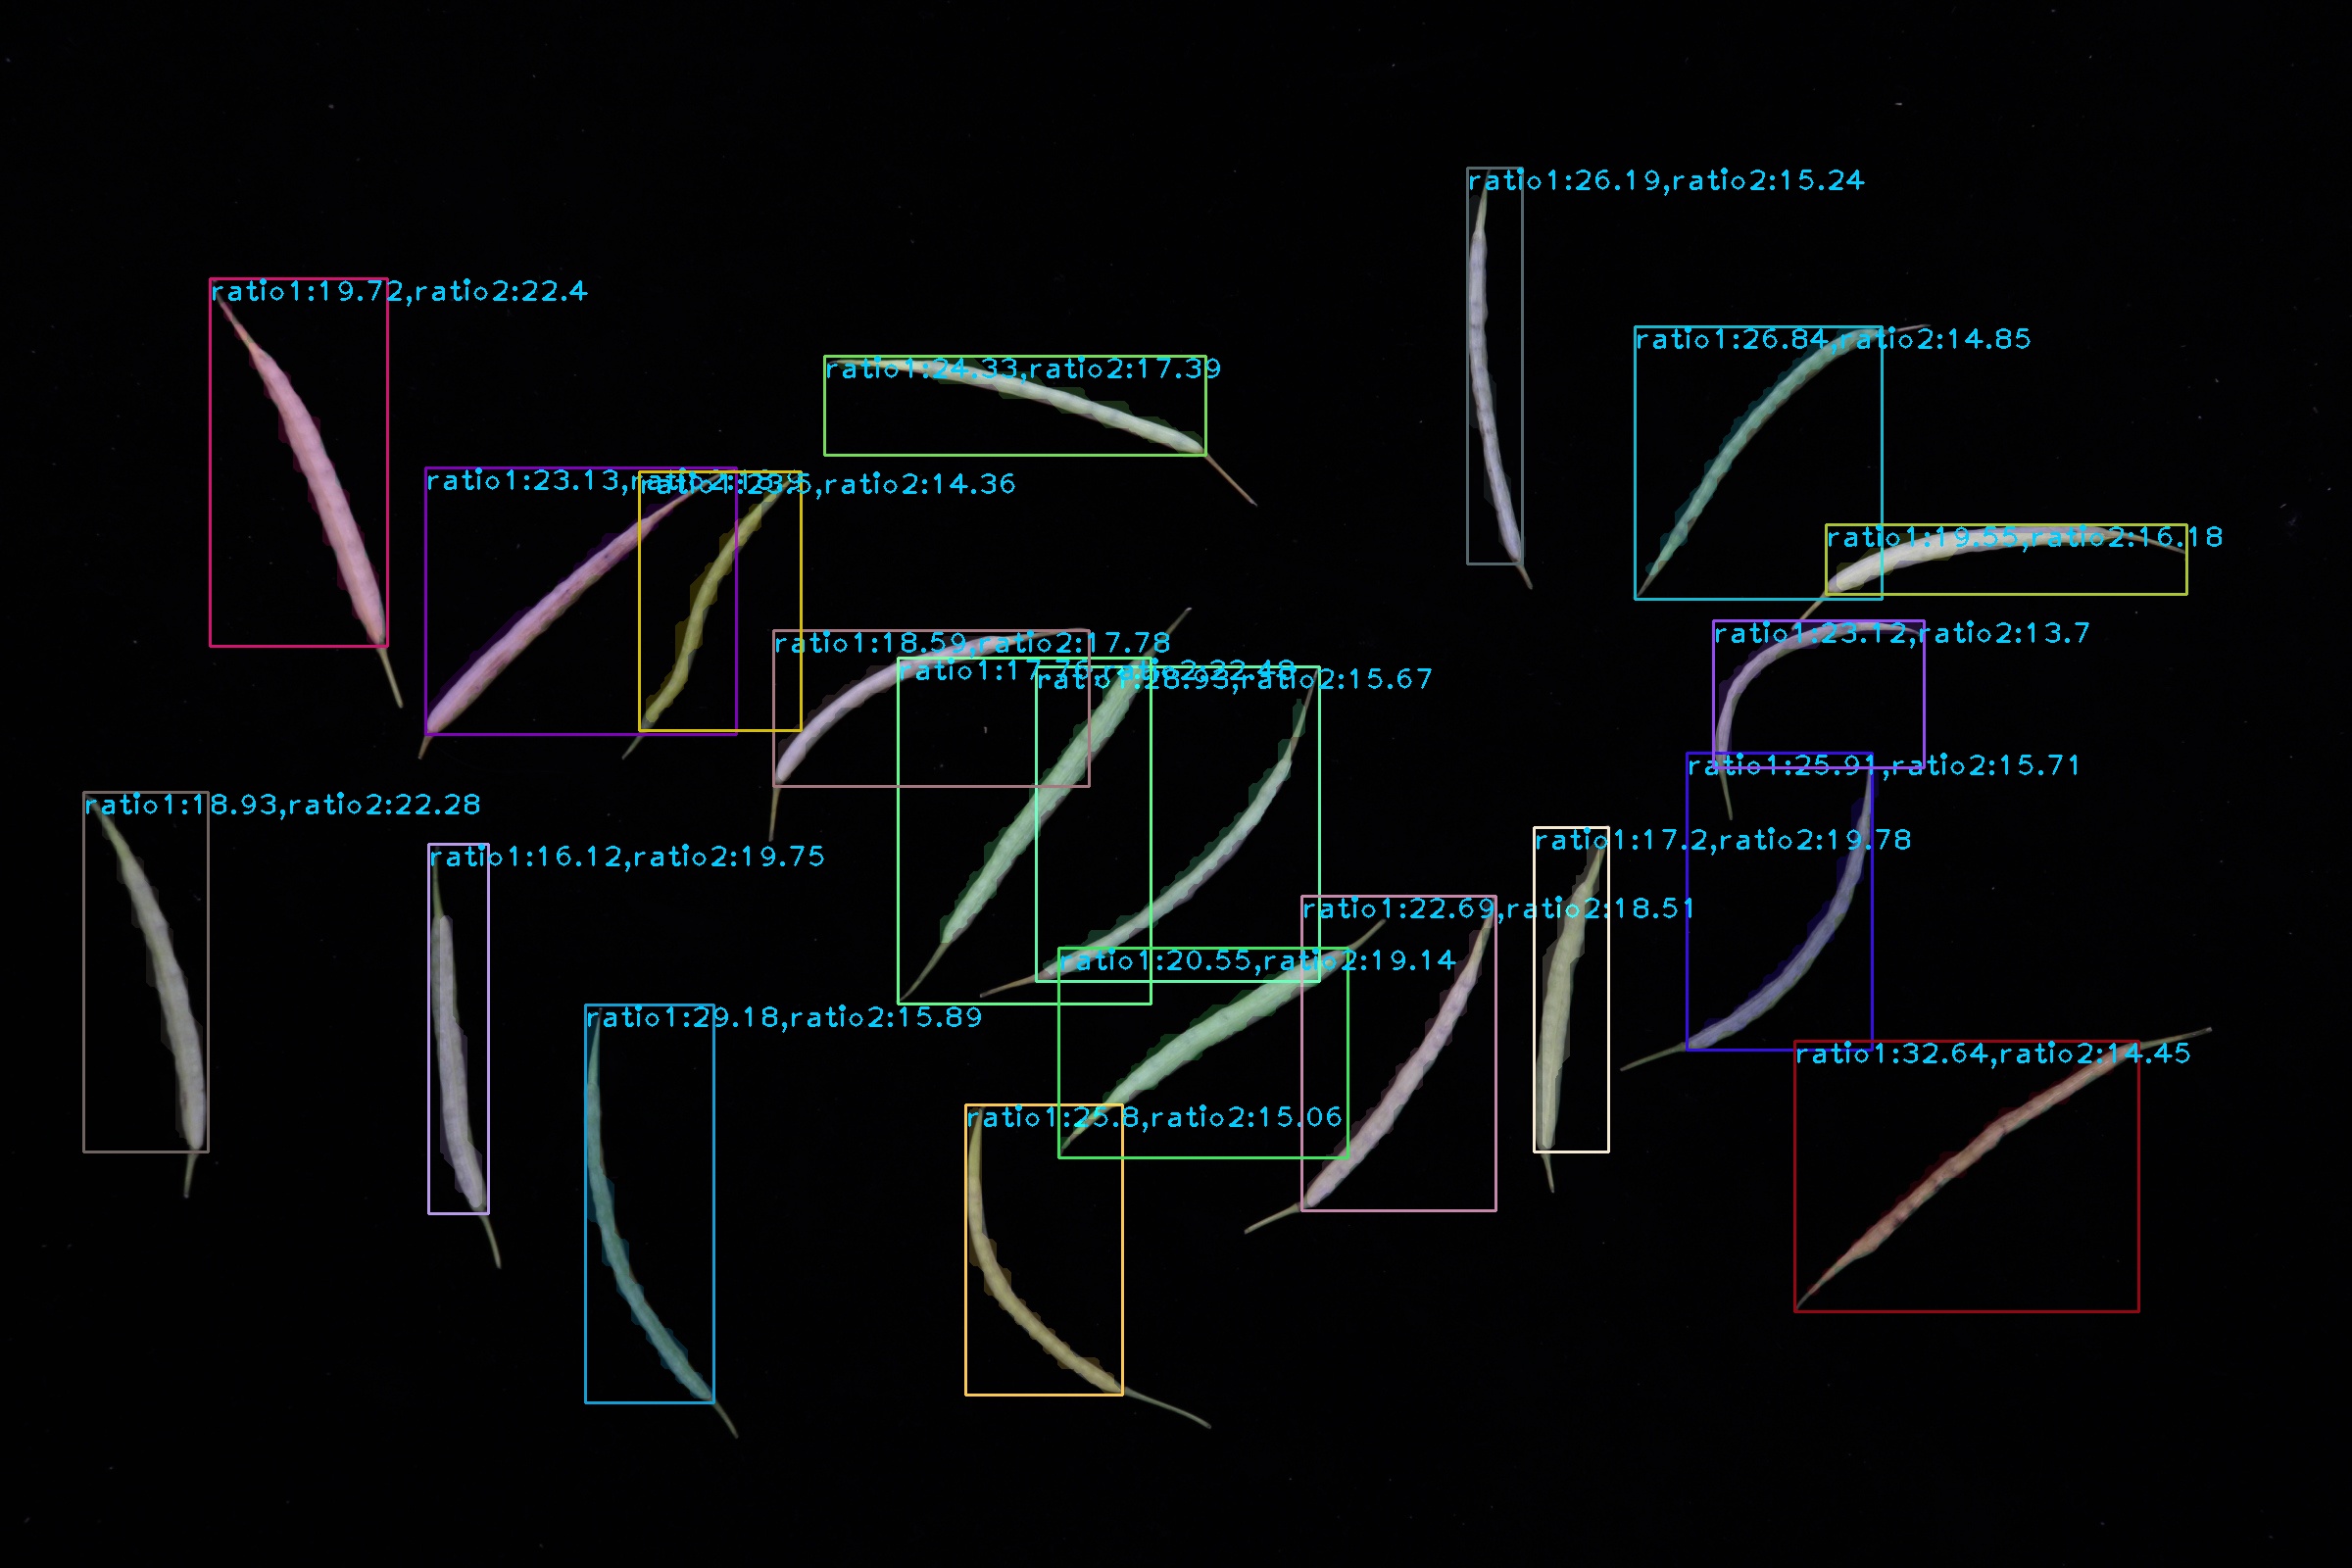 ratio1:26.19,ratio2:15.24
ratio1:19.72,ratio2:22.4
ratio1:26.84,ratio2:14.85
ratio1:24.33,ratio2:17.39
ratio1:23.13,
ratio2:14.36
ratio1:19.55,ratio2:16.18
ratio1:23.12,ratio2:13.7
ratio1:18.59,ratio2:17.78
ratio1:17.76,ratio2:22.48
ratio1:28.93,ratio2:15.67
ratio1:25.91,ratio2:15.71
ratio1:18.93,ratio2:22.28
ratio1:17.2,ratio2:19.78
ratio1:16.12,ratio2:19.75
ratio1:22.69,ratio2:18.51
ratio1:20.55,ratio2:19.14
ratio1:29.18,ratio2:15.89
ratio1:32.64,ratio2:14.45
ratio1:25.8,ratio2:15.06